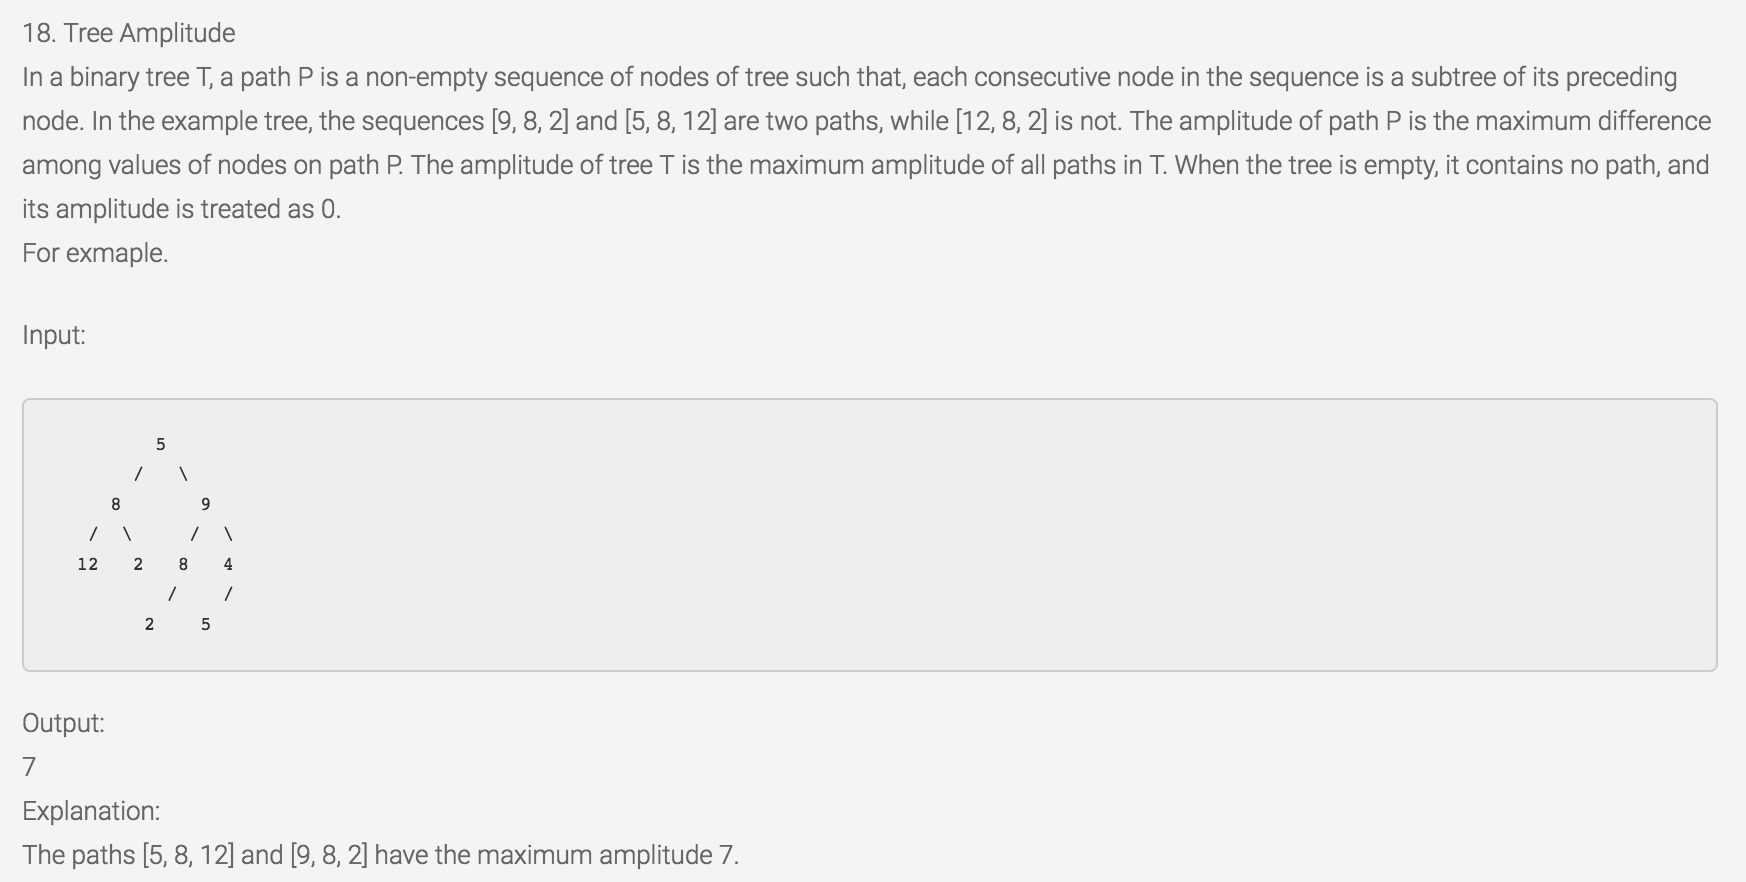 18. Tree Amplitude
In a binary tree T, a path P is a non-empty sequence of nodes of tree such that, each consecutive node in the sequence is a subtree of its preceding
node. In the example tree, the sequences [9, 8, 2] and [5, 8, 12] are two paths, while [12, 8, 2] is not. The amplitude of path P is the maximum difference
among values of nodes on path P. The amplitude of tree T is the maximum amplitude of all paths in T. When the tree is empty, it contains no path, and
its amplitude is treated as 0.
For exmaple.
Input:
5
/ \
8 9
/ \ / \
12 2 8 4
/ /
2 5
Output:
7
Explanation:
The paths [5, 8, 12] and [9, 8, 2] have the maximum amplitude 7.